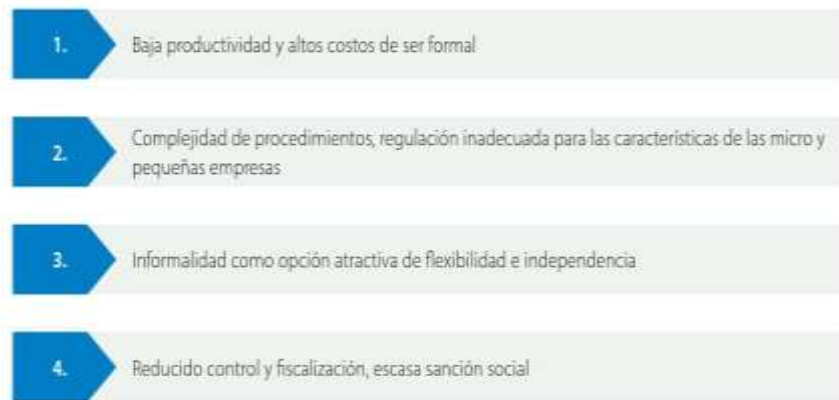 1.
Baja productividad y altos costos de ser formal
2.
Complejidad de procedimientos, regulación inadecuada para las características de las micro y
pequeñas empresas
3.
Informalidad como opción atractiva de flexibilidad e independencia
4.
Reducido control y fiscalización, escasa sanción social